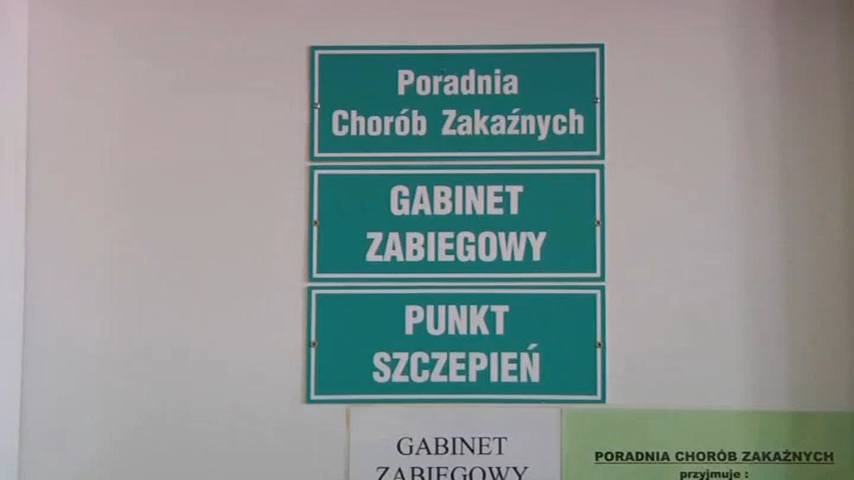 Poradnia
Chorób Zakaźnych
GABINET
ZABIEGOWY
PUNKT
SZCZEPIEŃ
GABINET
ZABIEGOWY
PORADNIA CHORÓB ZAKAŹNYCH
przyjmuje :